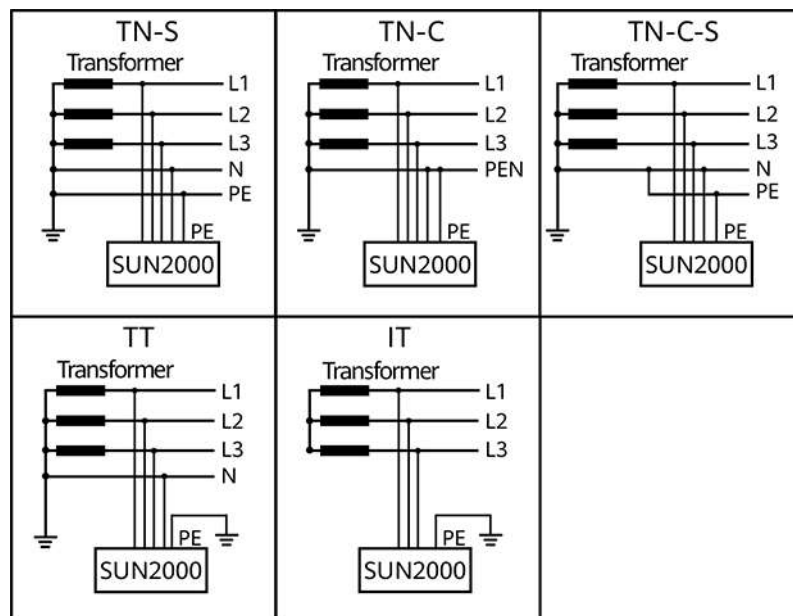 TN-S
Transformer
L1
L2
L3
N
PE
PE
SUN2000
TN-C
Transformer
L1
L2
L3
PEN
PE
SUN2000
TN-C-S
Transformer
L1
L2
L3
N
PE
PE
SUN2000
TT
Transformer
L1
L2
L3
N
PE
SUN2000
IT
Transformer
L1
L2
L3
PE
SUN2000